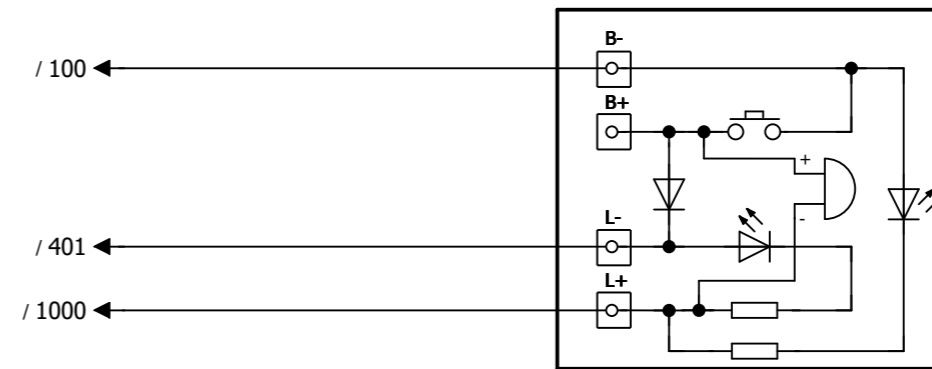 B-
/ 100
B+
+
-
L-
/ 401
L+
/ 1000